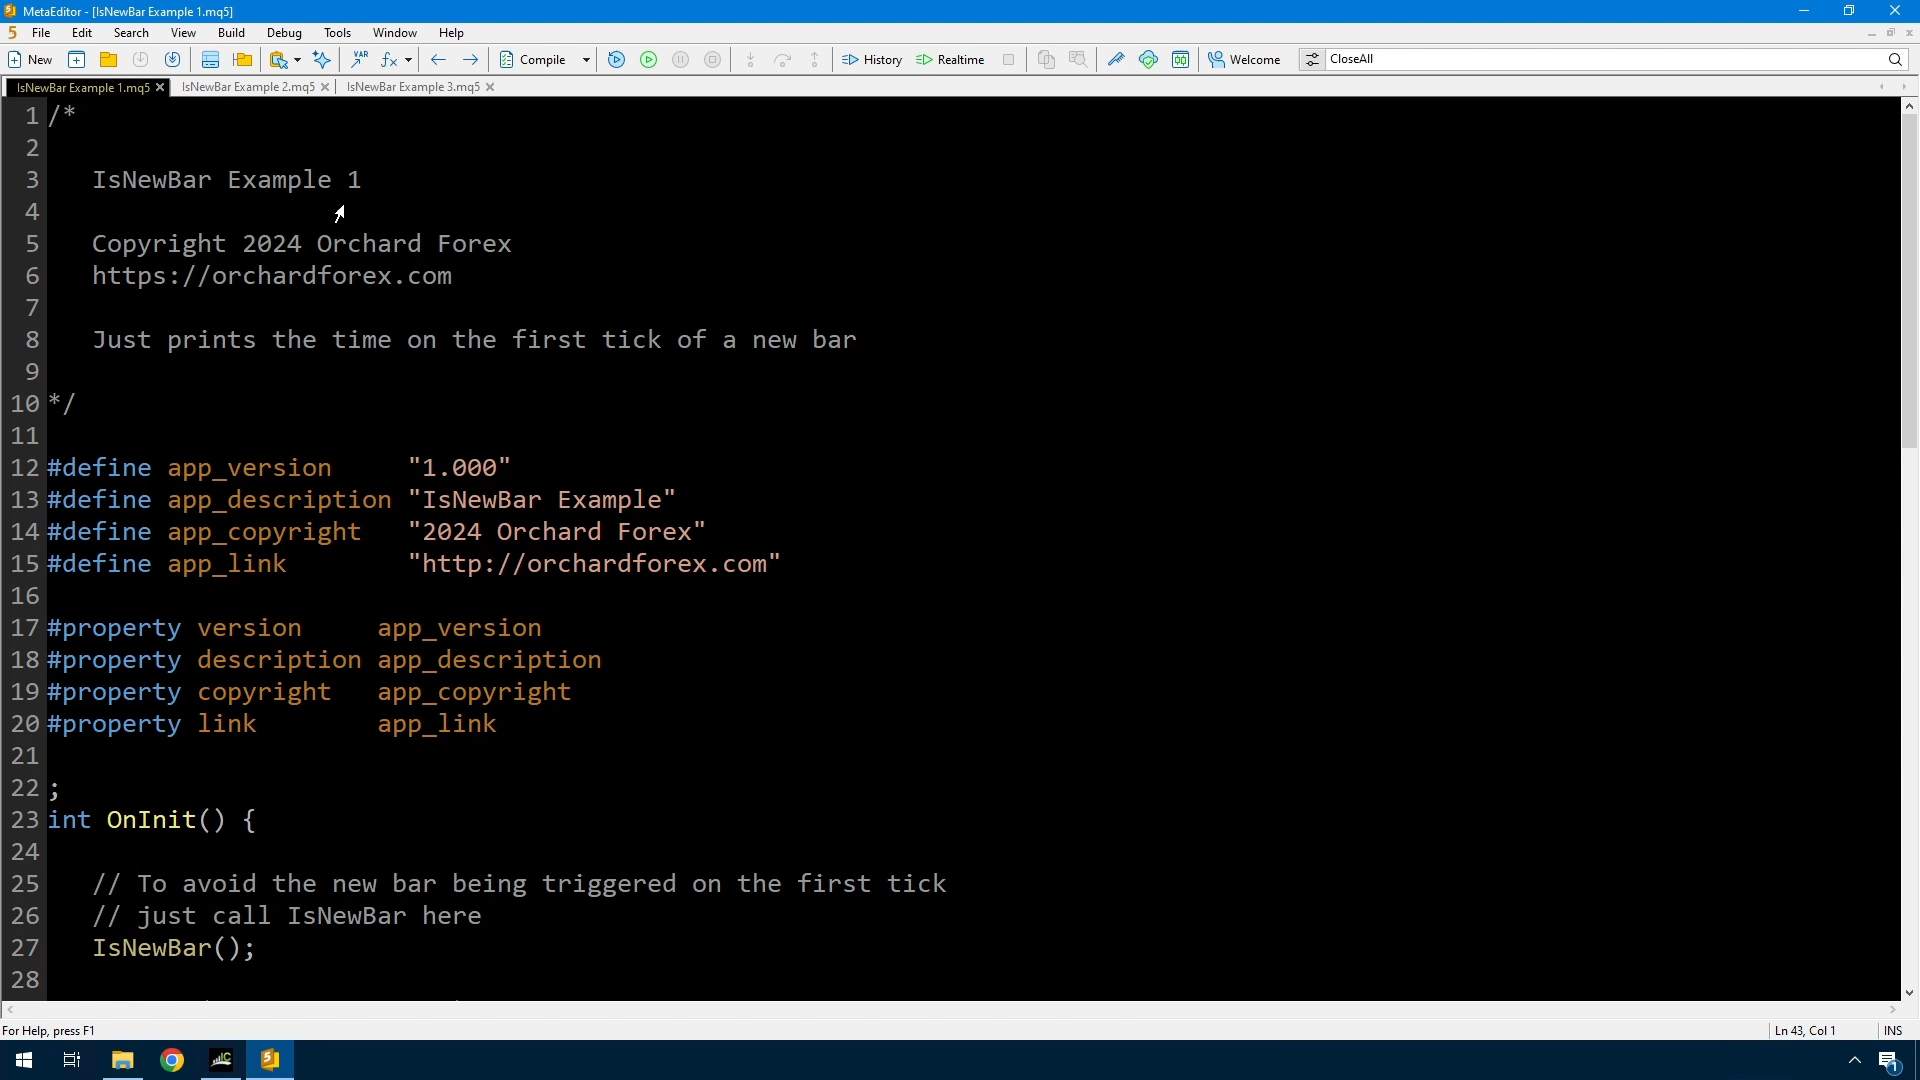 MetaEditor - [IsNewBar Example 1.mq5]
File Edit Search View Build Debug Tools Window Help
New Compile History Realtime Welcome CloseAll
IsNewBar Example 1.mq5 IsNewBar Example 2.mq5 IsNewBar Example 3.mq5
1 /*
2
3 IsNewBar Example 1
4
5 Copyright 2024 Orchard Forex
6 https://orchardforex.com
7
8 Just prints the time on the first tick of a new bar
9
10 */
11
12 #define app_version "1.000"
13 #define app_description "IsNewBar Example"
14 #define app_copyright "2024 Orchard Forex"
15 #define app_link "http://orchardforex.com"
16
17 #property version app_version
18 #property description app_description
19 #property copyright app_copyright
20 #property link app_link
21
22 ;
23 int OnInit() {
24
25 // To avoid the new bar being triggered on the first tick
26 // just call IsNewBar here
27 IsNewBar();
28
For Help, press F1 Ln 43, Col 1 INS